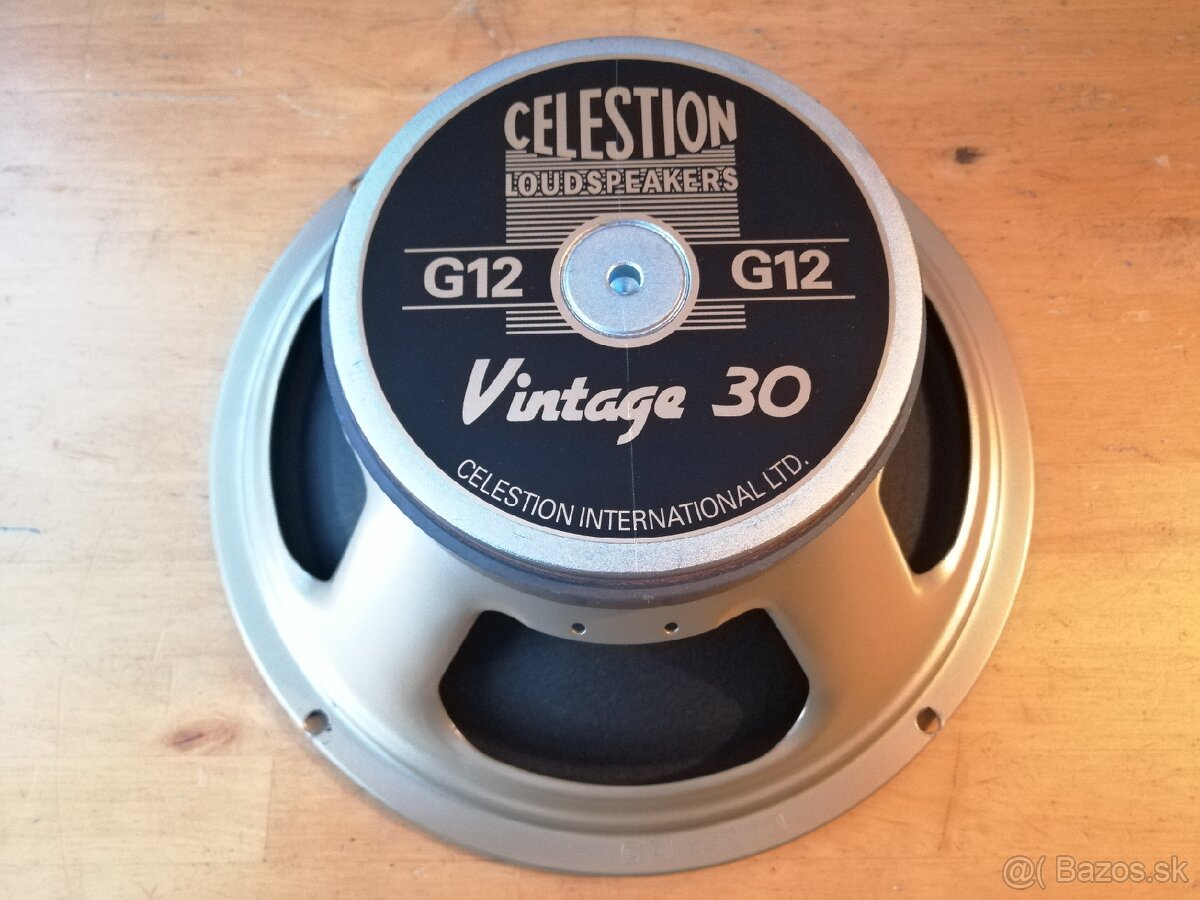 CELESTION
LOUDSPEAKERS
G12 G12
Vintage 30
CELESTION INTERNATIONAL LTD.
@( Bazos.sk